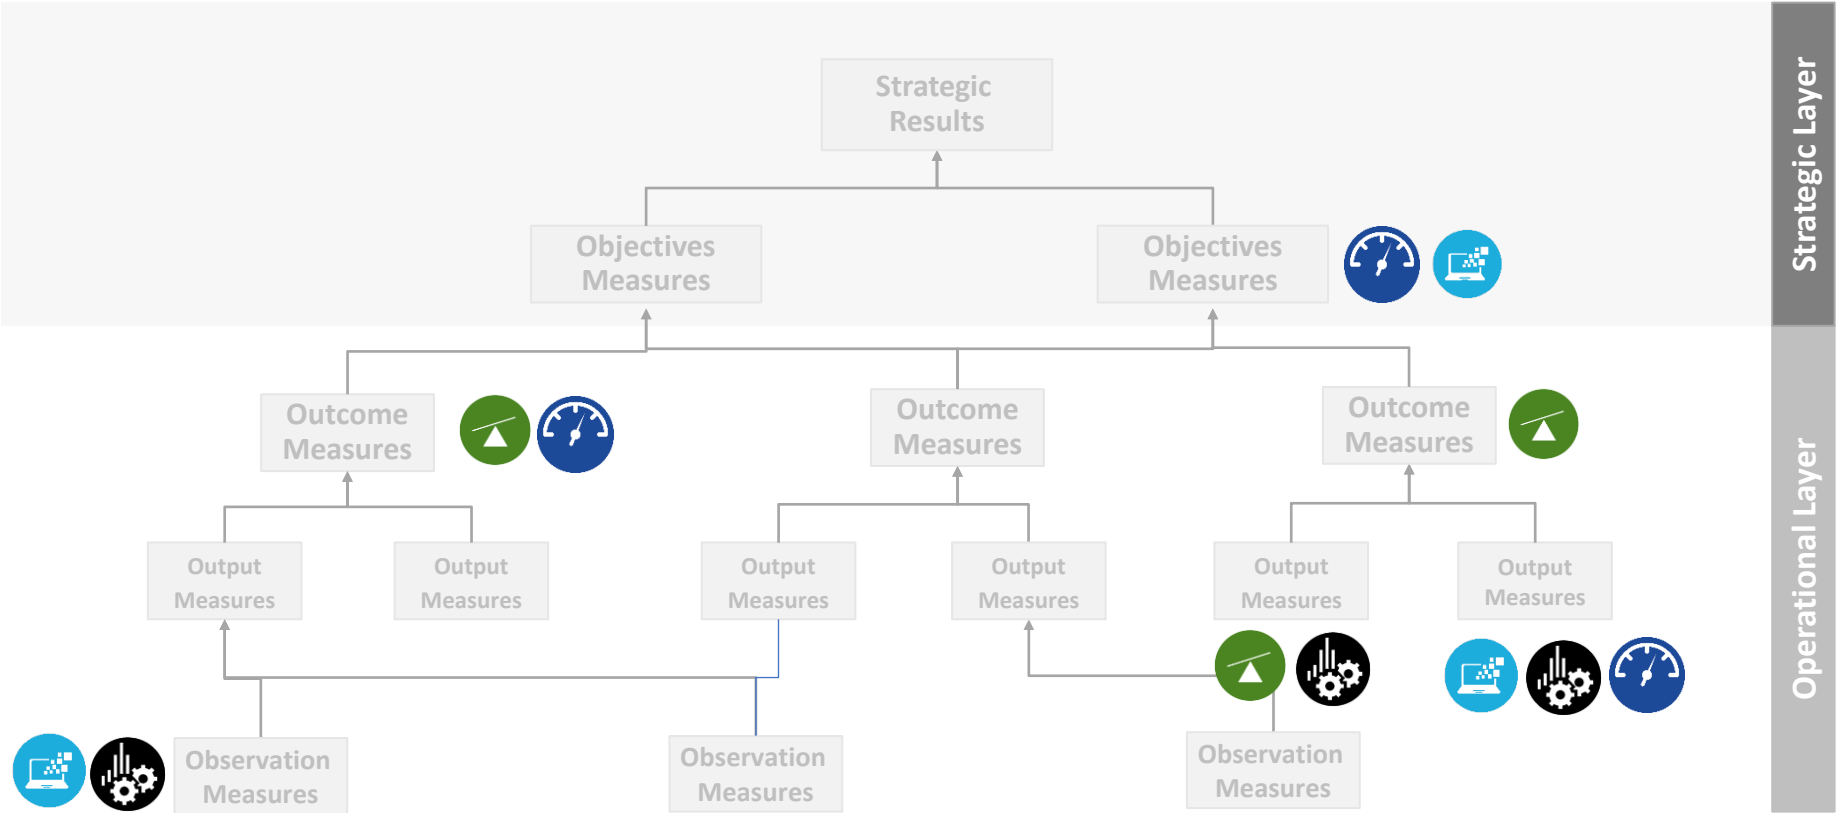 Strategic
Results
Strategic Layer
Objectives
Measures
Objectives
Measures
Outcome
Measures
Outcome
Measures
Outcome
Measures
Operational Layer
Output
Measures
Output
Measures
Output
Measures
Output
Measures
Output
Measures
Output
Measures
Observation
Measures
Observation
Measures
Observation
Measures